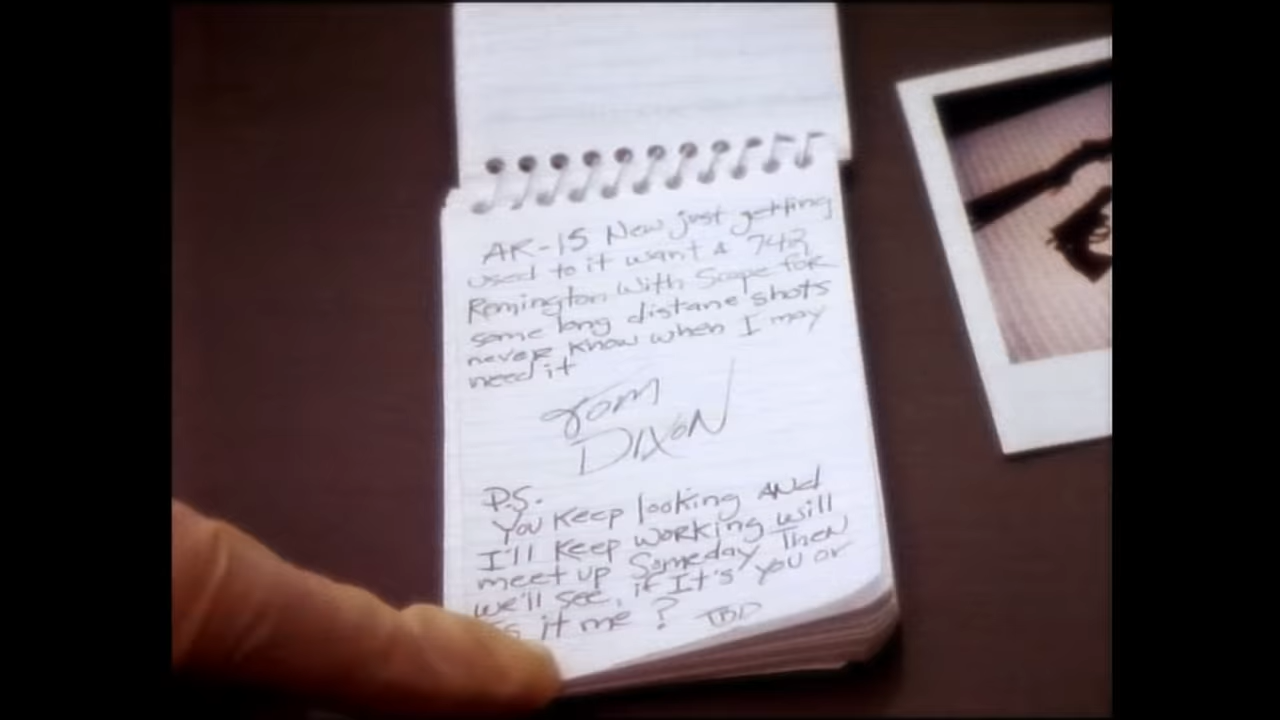 AR-15 New just getting
used to it want A 742
Remington With Scope for
some long distane shots
never know when I may
need it
Tom
DIXON
P.S.
You Keep looking AND
I'll Keep working will
meet up Someday Then
we'll see, if It's you or
it me ? TBD